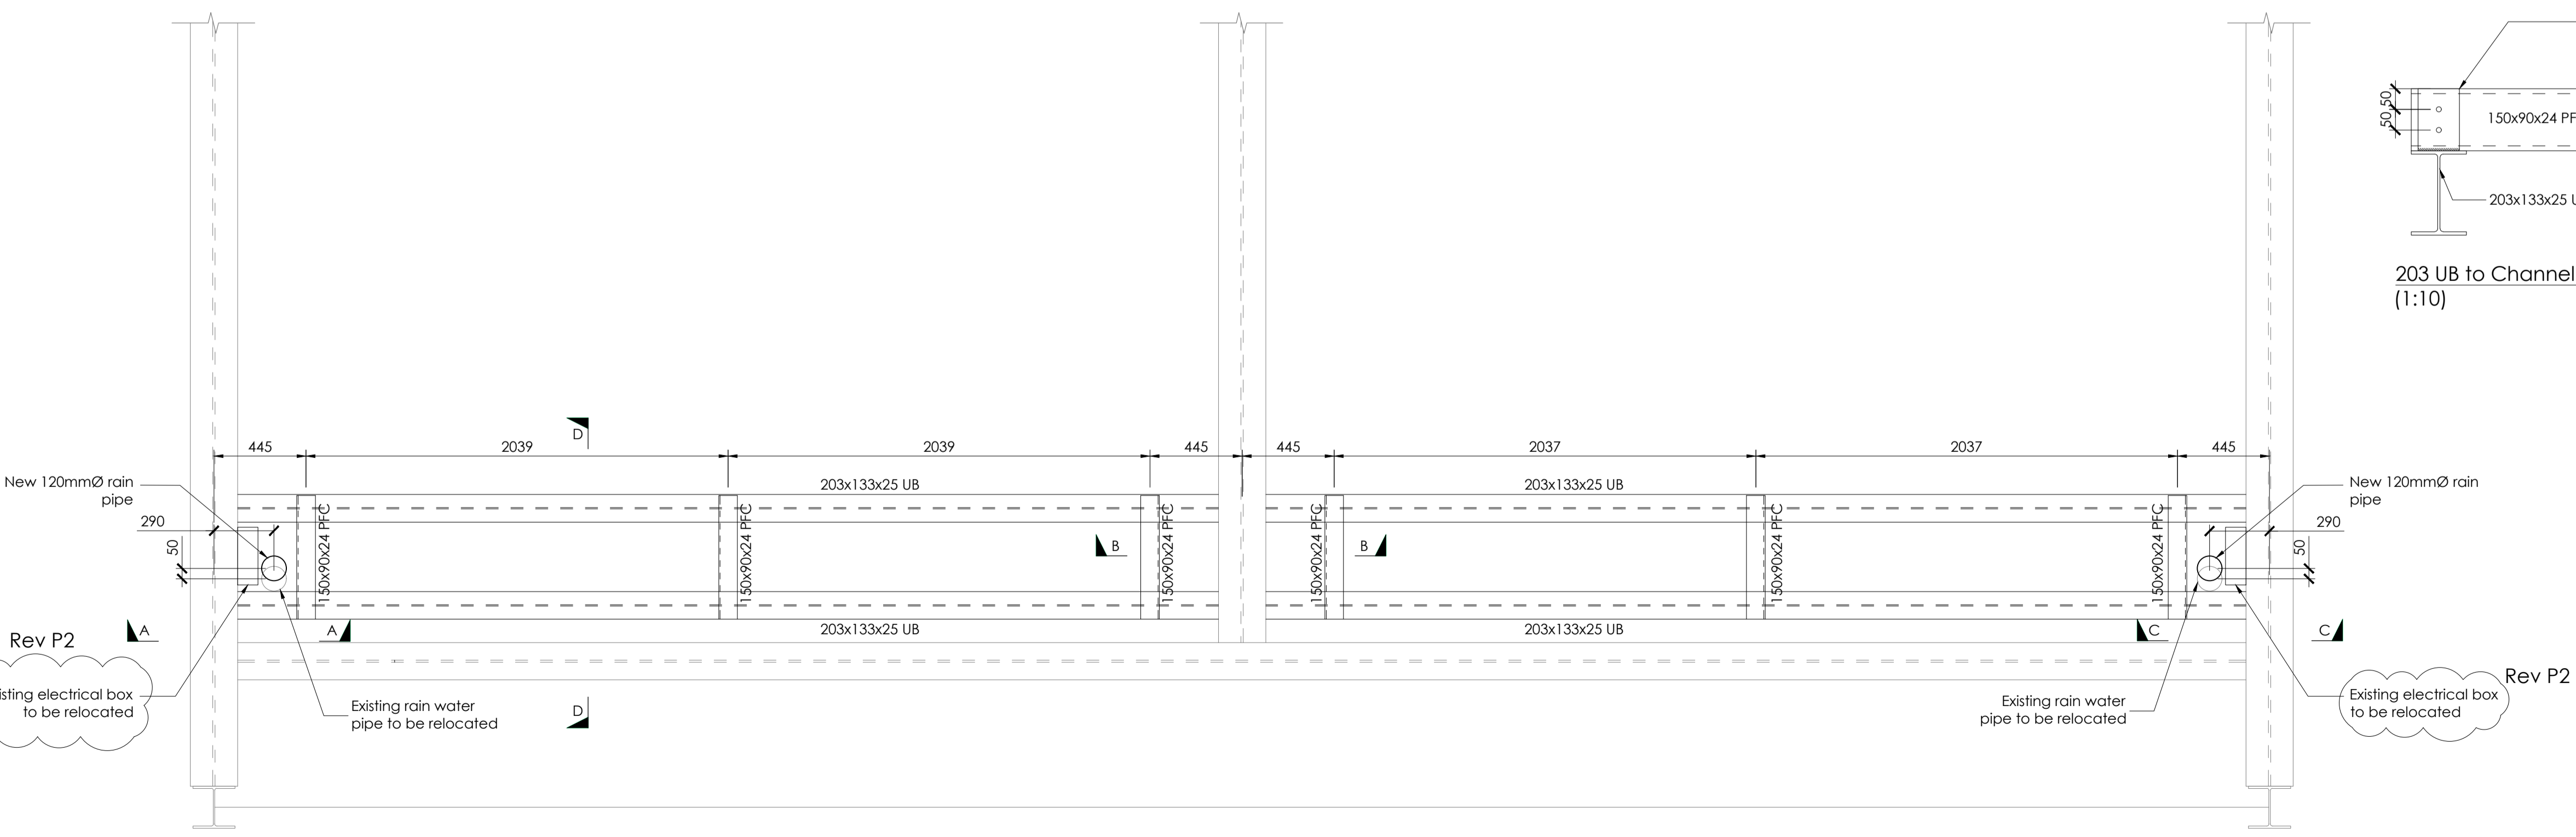 50
50
150x90x24 PF
203x133x25 U
203 UB to Channel
(1:10)
D
445
2039
2039
445
445
2037
2037
445
New 120mmØ rain
pipe
203x133x25 UB
203x133x25 UB
New 120mmØ rain
pipe
290
50
150x90x24 PFC
150x90x24 PFC
150x90x24 PFC
150x90x24 PFC
150x90x24 PFC
150x90x24 PFC
B
B
290
50
A
A
203x133x25 UB
203x133x25 UB
C
C
Rev P2
isting electrical box
to be relocated
Existing rain water
pipe to be relocated
D
Existing rain water
pipe to be relocated
Existing electrical box
to be relocated
Rev P2